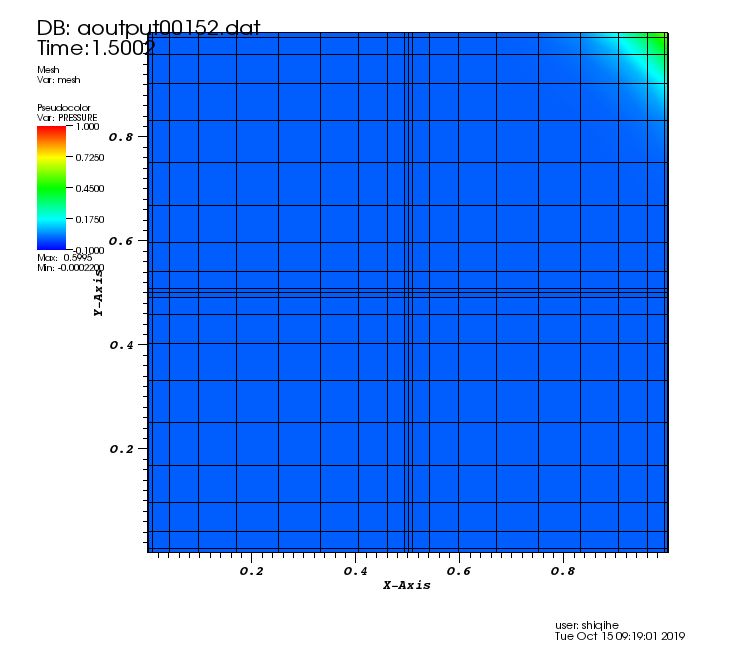 DB: aoutput00152.dat
Time:1.5002
Mesh
Var: mesh
Pseudocolor
Var: PRESSURE
1.000
0.7250
0.4500
0.1750
-0.1000
Max: 0.5995
Min: -0.0002200
Y-Axis
0.8
0.6
0.4
0.2
0.2 0.4 0.6 0.8
X-Axis
user: shiqihe
Tue Oct 15 09:19:01 2019